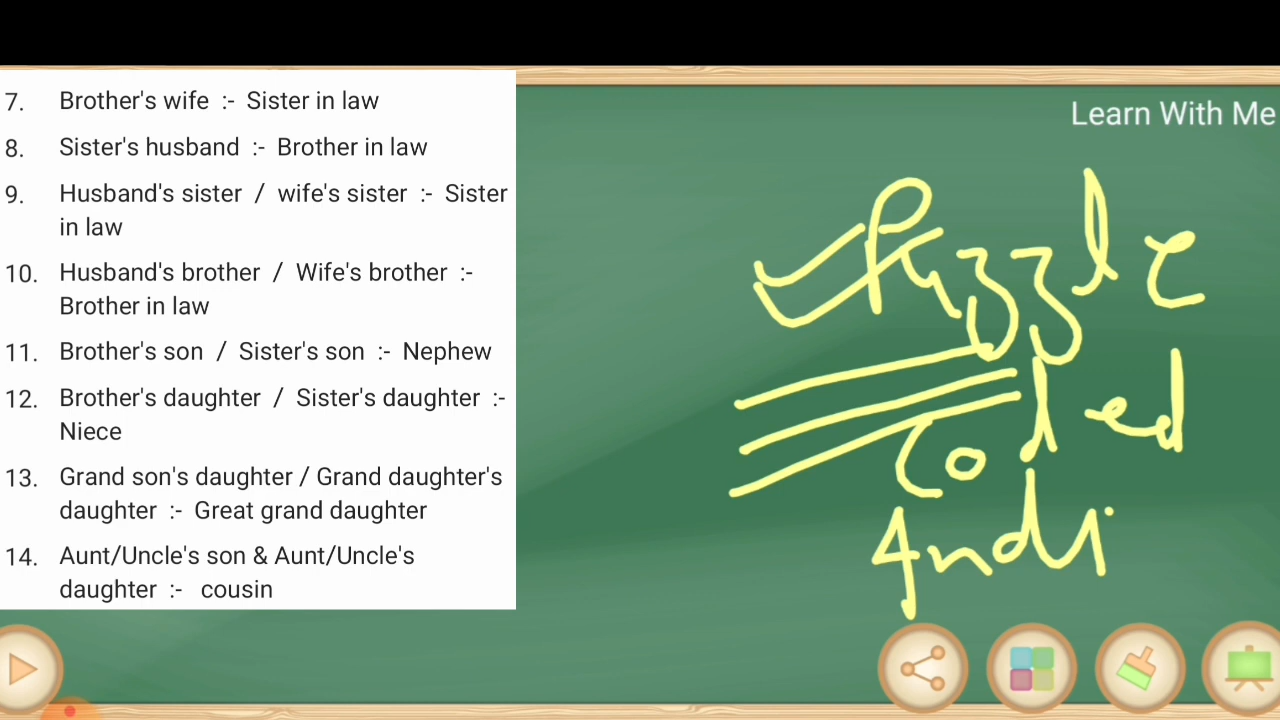 7. Brother's wife :- Sister in law
8. Sister's husband :- Brother in law
9. Husband's sister / wife's sister :- Sister
in law
10. Husband's brother / Wife's brother :-
Brother in law
11. Brother's son / Sister's son :- Nephew
12. Brother's daughter / Sister's daughter :-
Niece
13. Grand son's daughter / Grand daughter's
daughter :- Great grand daughter
14. Aunt/Uncle's son & Aunt/Uncle's
daughter :- cousin
Learn With Me
Puzzle
Coded